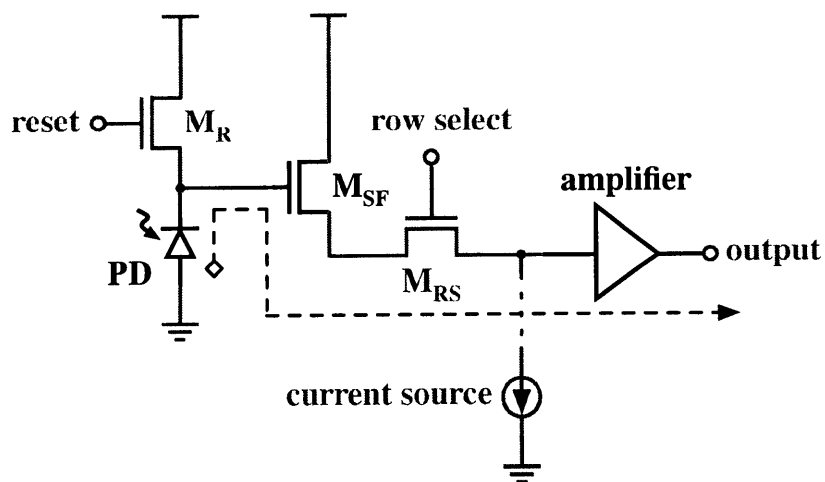 reset
M_R
row select
M_SF
amplifier
PD
M_RS
output
current source